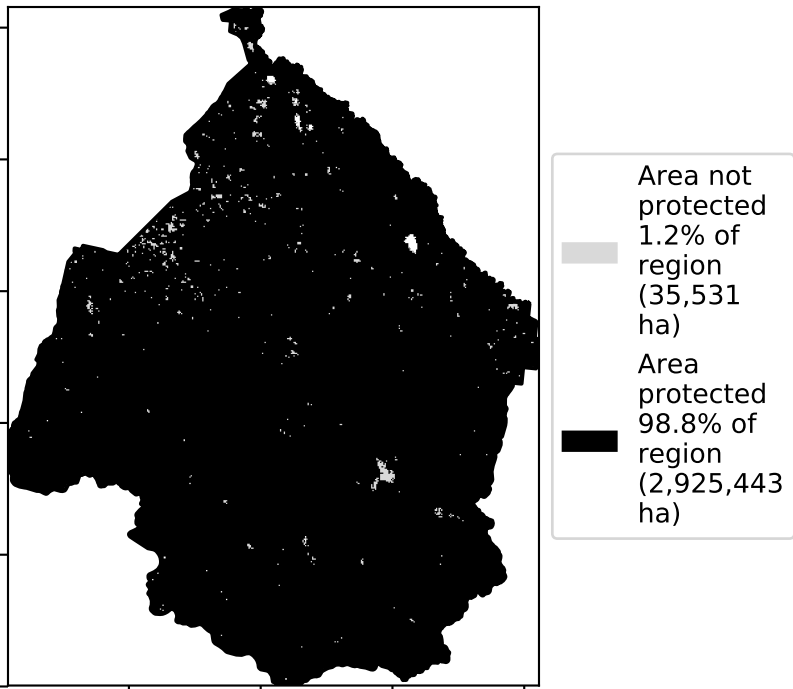 Area not
protected
1.2% of
region
(35,531
ha)
Area
protected
98.8% of
region
(2,925,443
ha)